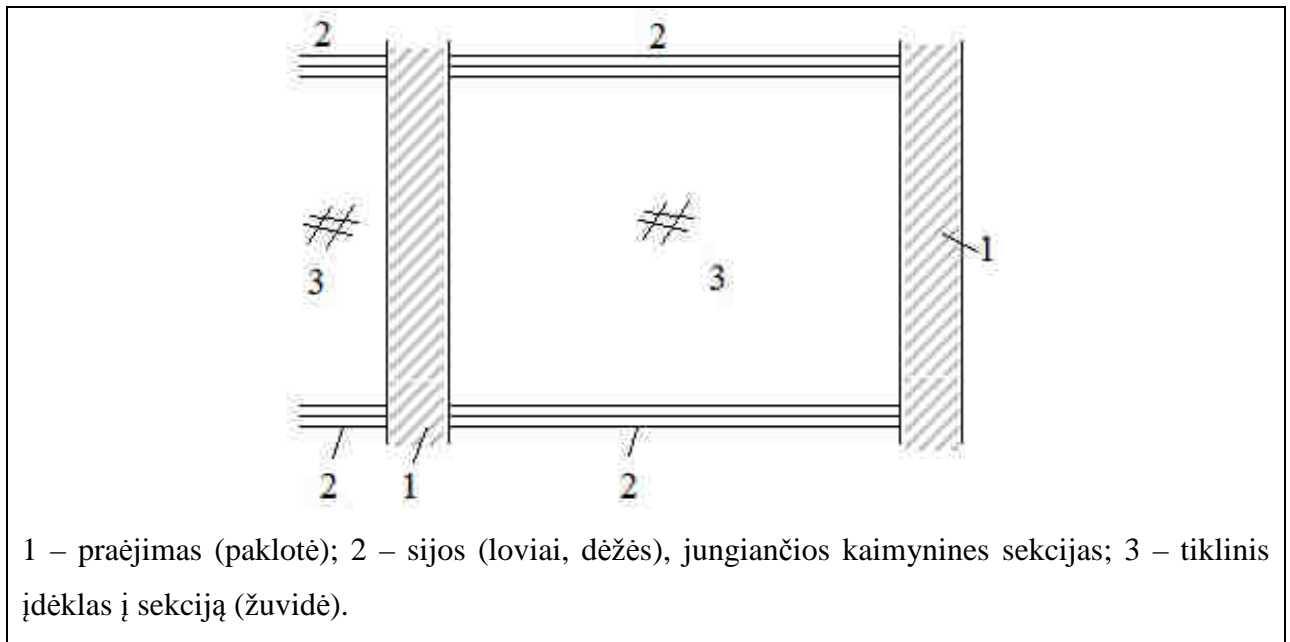 2 2
3 3 1
2 1 2
1 – praėjimas (paklotė); 2 – sijos (loviai, dėžės), jungiančios kaimynines sekcijas; 3 – tiklinis
įdėklas į sekciją (žuvidė).